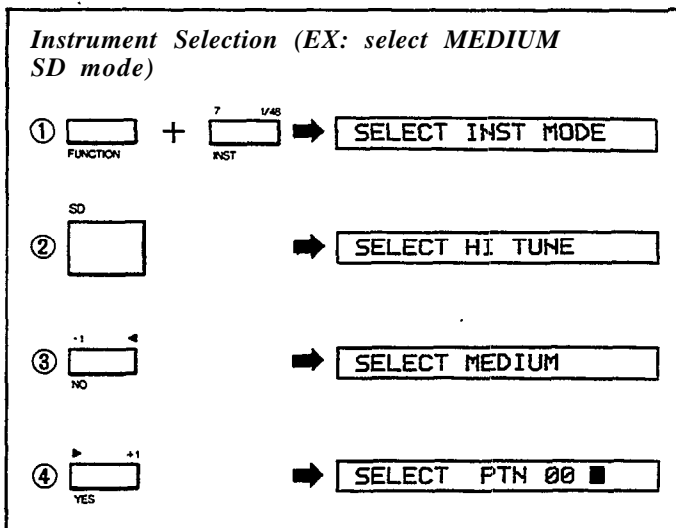 Instrument Selection (EX: select MEDIUM
SD mode)
7 1/48
① + ➡ SELECT INST MODE
FUNCTION INST
SD
② ➡ SELECT HI TUNE
-1 ◀
③ ➡ SELECT MEDIUM
NO
▶ +1
④ ➡ SELECT PTN 00 ■
YES